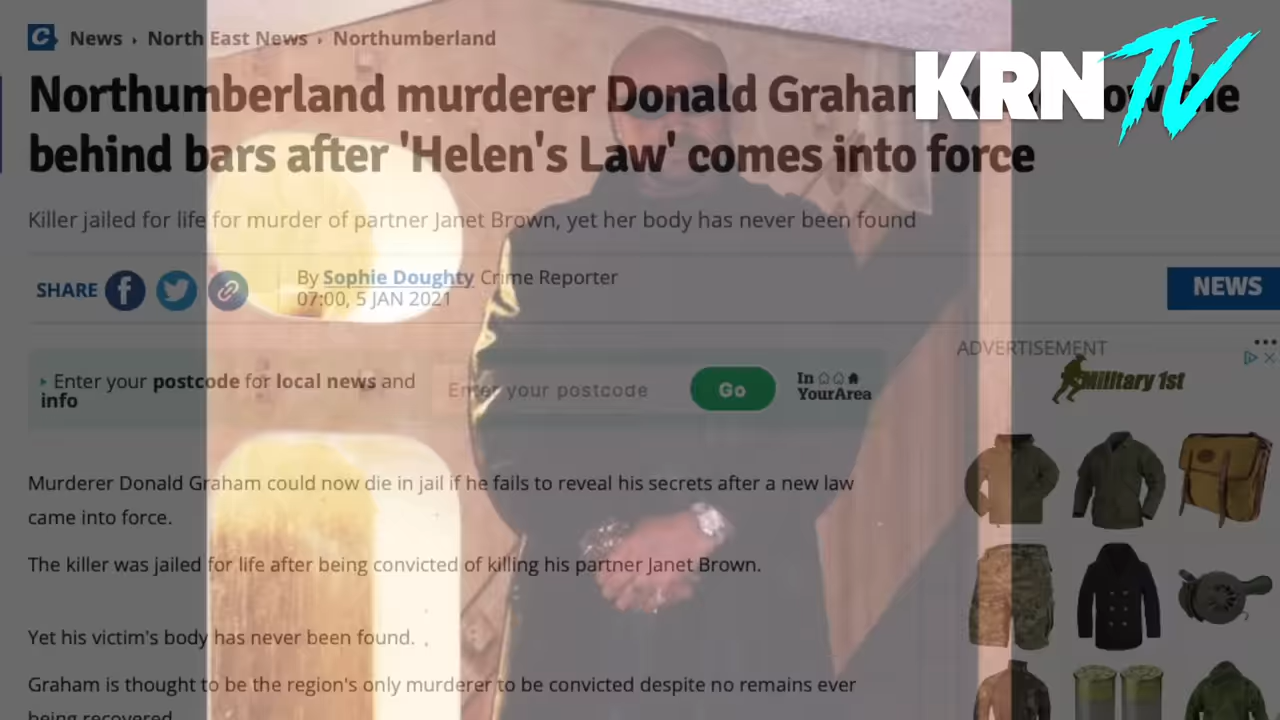 C News › North East News › Northumberland
KRN TV
Northumberland murderer Donald Graham
behind bars after 'Helen's Law' comes into force
Killer jailed for life for murder of partner Janet Brown, yet her body has never been found
SHARE
By Sophie Doughty Crime Reporter
07:00, 5 JAN 2021
NEWS
ADVERTISEMENT
Enter your postcode for local news and
info
Enter your postcode
Go
In
YourArea
Military 1st
Murderer Donald Graham could now die in jail if he fails to reveal his secrets after a new law
came into force.
The killer was jailed for life after being convicted of killing his partner Janet Brown.
Yet his victim's body has never been found.
Graham is thought to be the region's only murderer to be convicted despite no remains ever
being recovered.